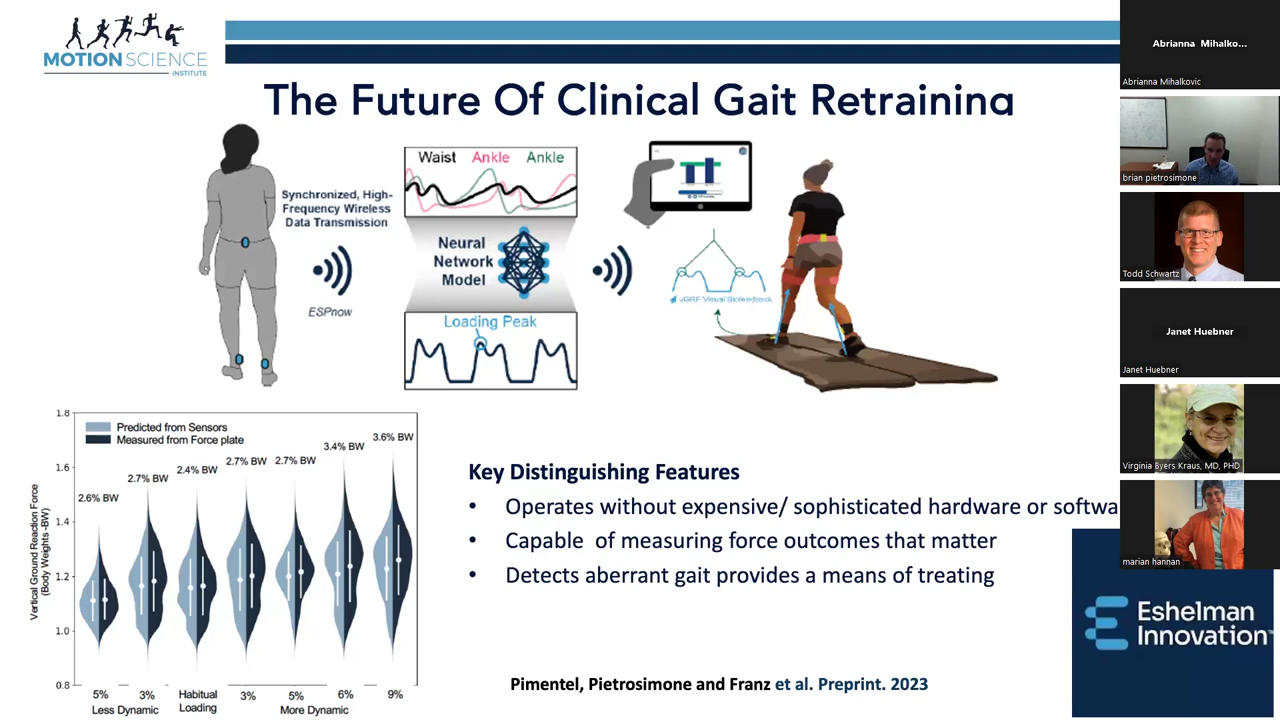 MOTION SCIENCE
INSTITUTE
The Future Of Clinical Gait Retraining
Synchronized, High-
Frequency Wireless
Data Transmission
ESPnow
Waist Ankle Ankle
Neural
Network
Model
Loading Peak
vGRF Visual Biofeedback
Vertical Ground Reaction Force
(Body Weights -BW)
1.8
1.6
1.4
1.2
1.0
0.8
Predicted from Sensors
Measured from Force plate
2.6% BW
2.7% BW
2.4% BW
2.7% BW
2.7% BW
3.4% BW
3.6% BW
5% 3% Habitual Loading 3% 5% 6% 9%
Less Dynamic More Dynamic
Key Distinguishing Features
• Operates without expensive/ sophisticated hardware or softwa
• Capable of measuring force outcomes that matter
• Detects aberrant gait provides a means of treating
Pimentel, Pietrosimone and Franz et al. Preprint. 2023
Eshelman
Innovation
Abrianna Mihalko...
Abrianna Mihalkovic
brian pietrosimone
Todd Schwartz
Janet Huebner
Janet Huebner
Virginia Byers Kraus, MD, PHD
marian hannan